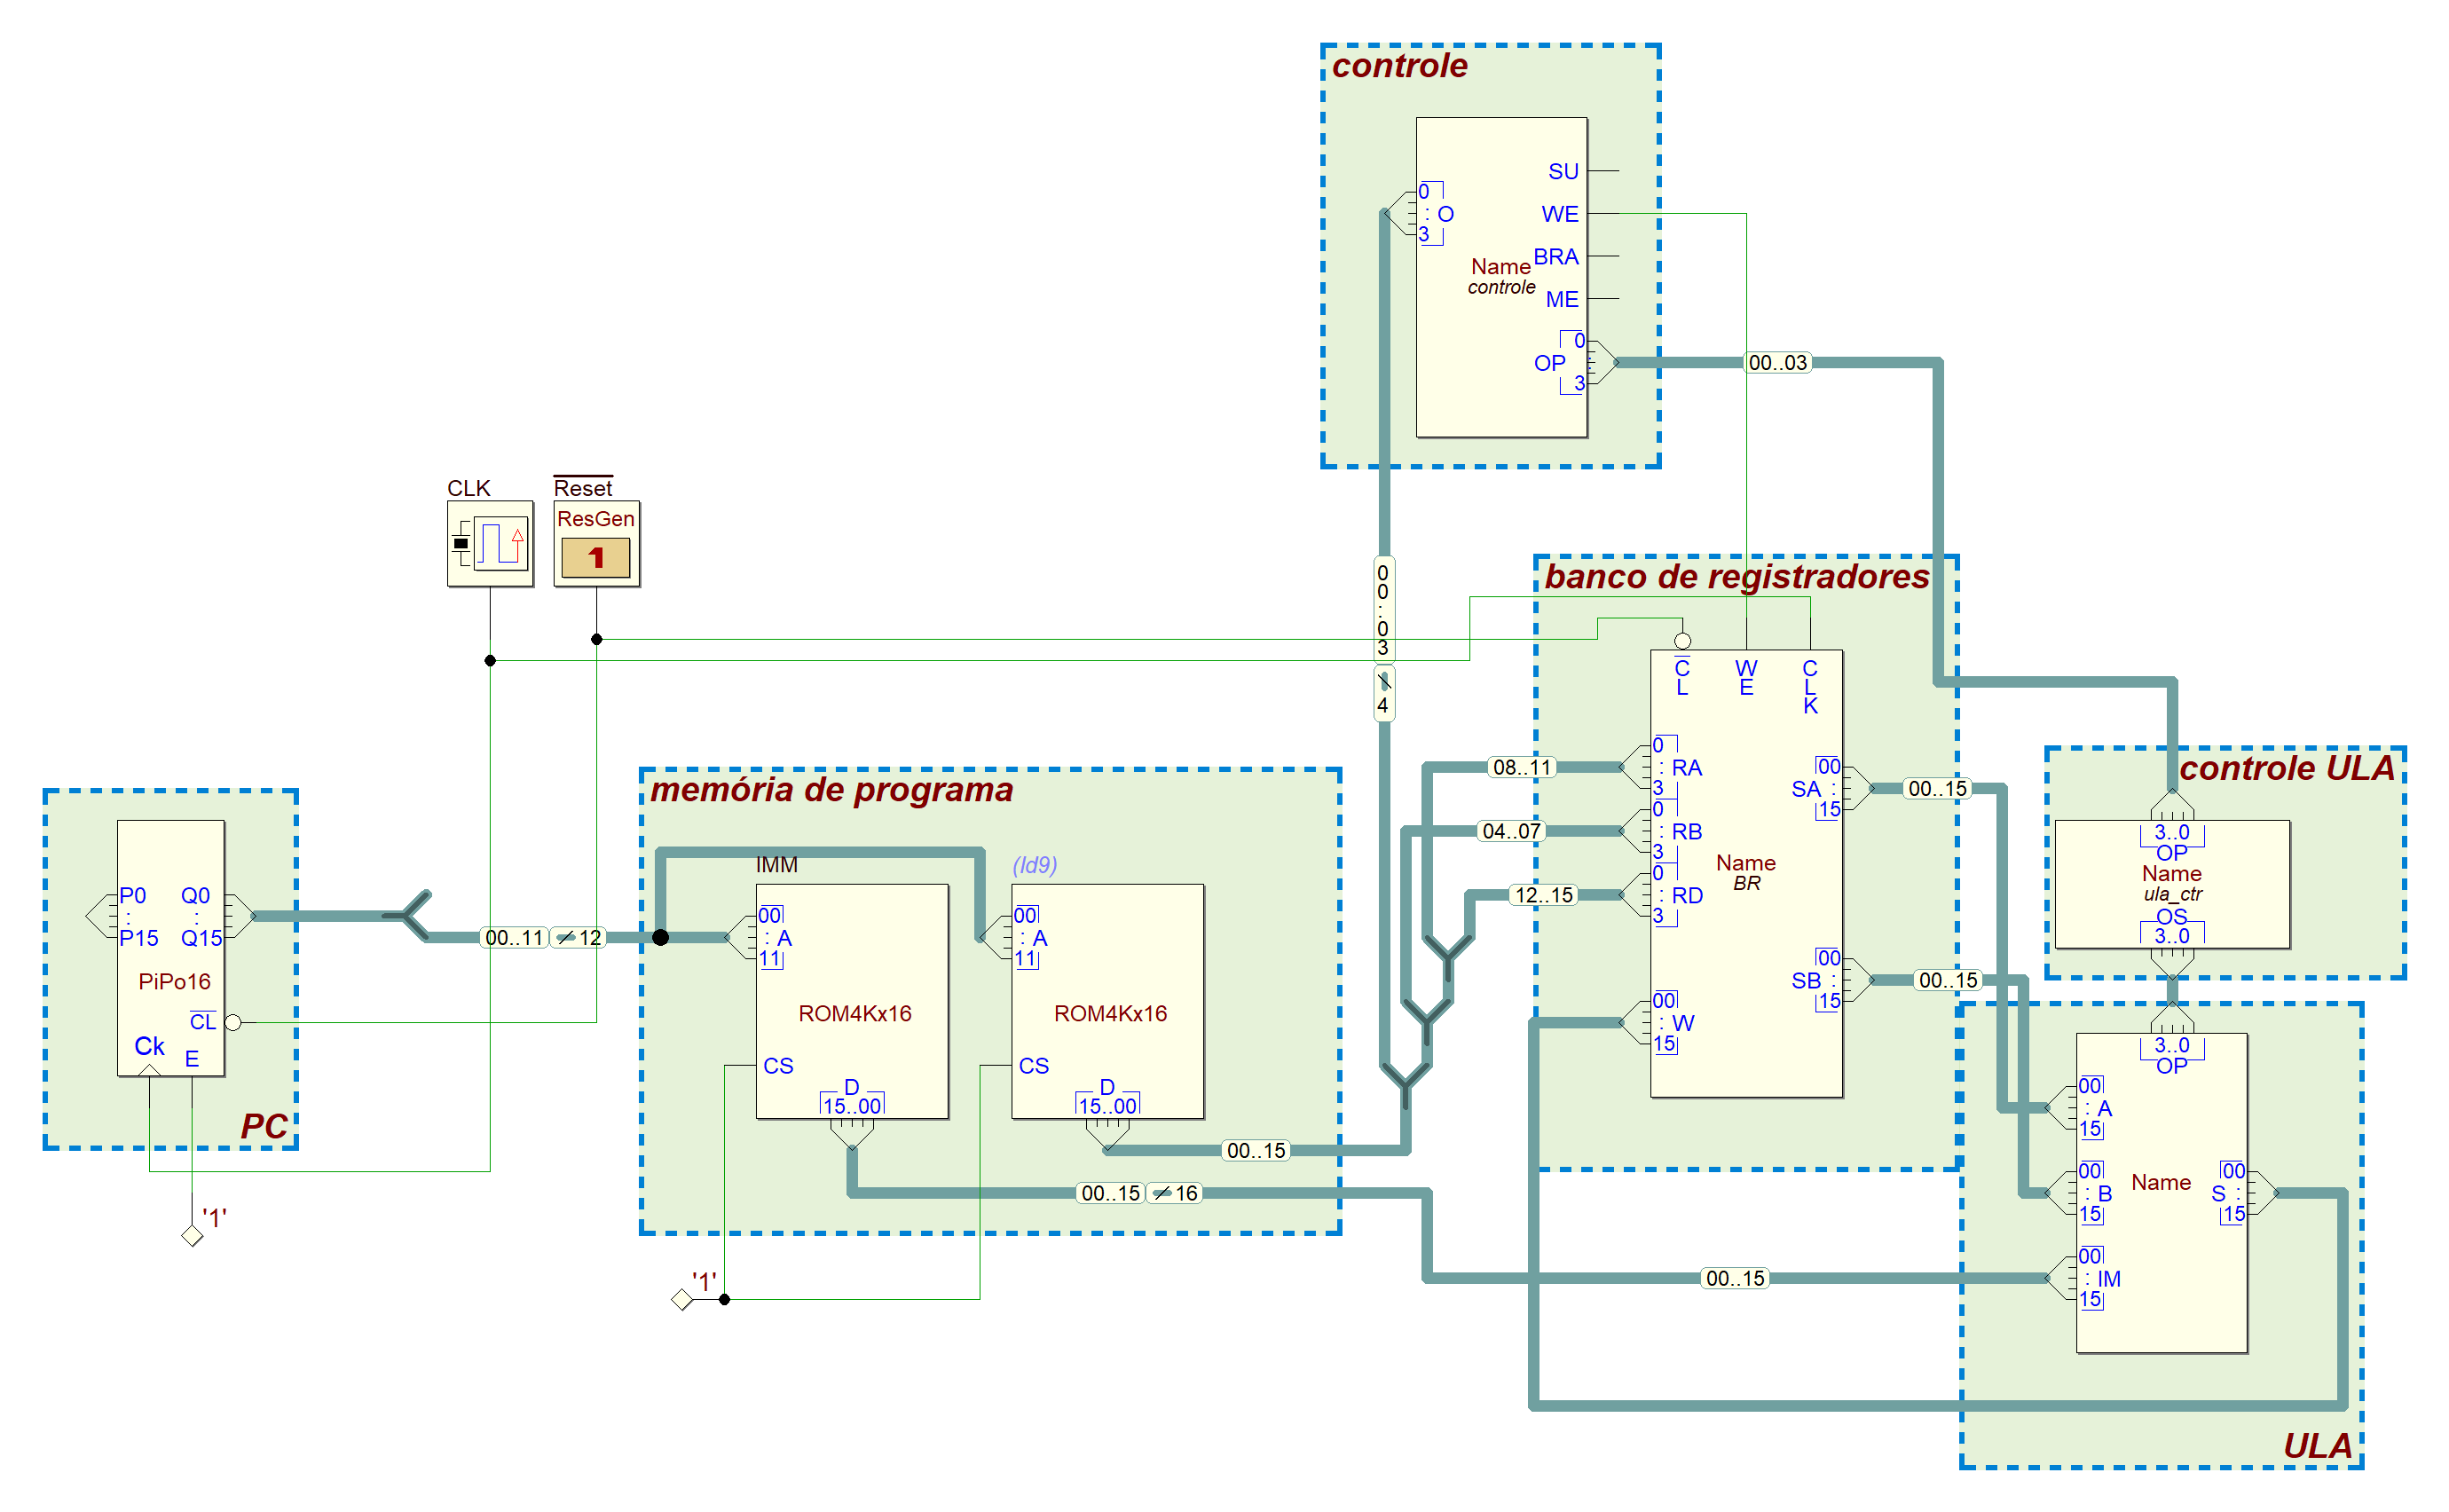 controle
0
: O
3
SU
WE
BRA
ME
Name
controle
0
OP :
3
00..03
CLK
Reset
ResGen
1
00..03
4
banco de registradores
CL
WE
CLK
0
: RA
3
0
: RB
3
0
: RD
3
00
: W
15
00
SA :
15
00
SB :
15
Name
BR
08..11
04..07
12..15
00..15
00..15
controle ULA
3..0
OP
Name
ula_ctr
OS
3..0
memória de programa
IMM
00
: A
11
ROM4Kx16
CS
D
15..00
(Id9)
00
: A
11
ROM4Kx16
CS
D
15..00
00..15
00..15
16
'1'
P0
:
P15
Q0
:
Q15
PiPo16
CL
Ck
E
PC
'1'
00..11
12
00..15
3..0
OP
00
: A
15
00
: B
15
00
: IM
15
Name
00
S :
15
ULA